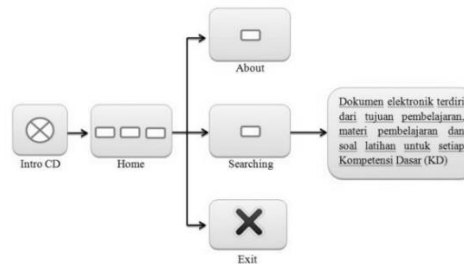 About
Intro CD
Home
Searching
Dokumen elektronik terdiri
dari tujuan pembelajaran,
materi pembelajaran dan
soal latihan untuk setiap
Kompetensi Dasar (KD)
Exit